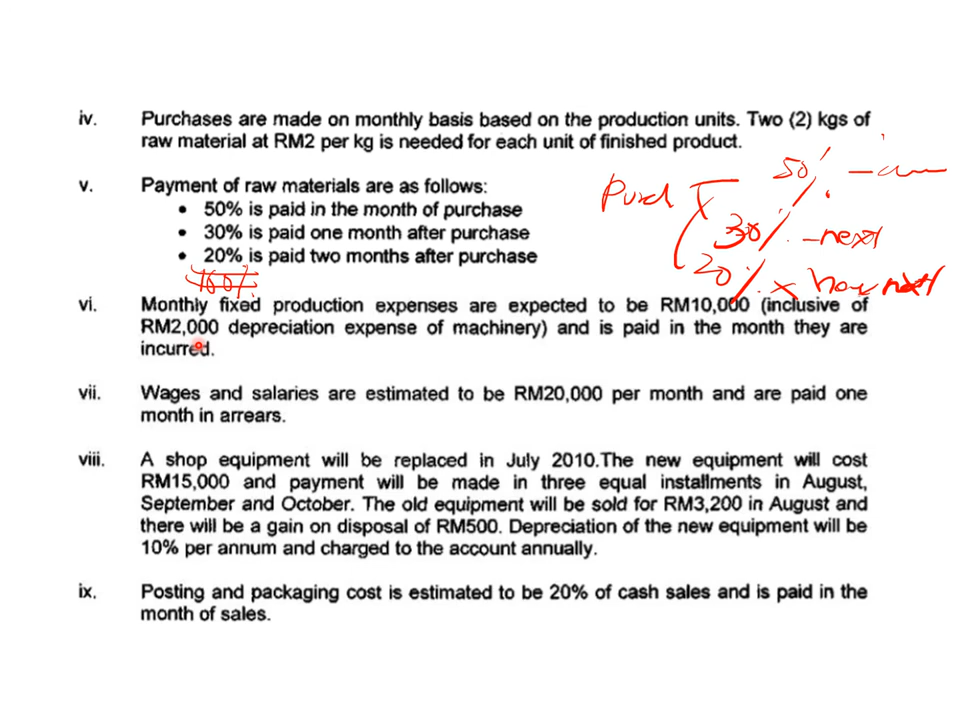 iv. Purchases are made on monthly basis based on the production units. Two (2) kgs of
raw material at RM2 per kg is needed for each unit of finished product.
v. Payment of raw materials are as follows:
• 50% is paid in the month of purchase
• 30% is paid one month after purchase
• 20% is paid two months after purchase
100%
Purch
50%
30% - next
20% x next
vi. Monthly fixed production expenses are expected to be RM10,000 (inclusive of
RM2,000 depreciation expense of machinery) and is paid in the month they are
incurred.
vii. Wages and salaries are estimated to be RM20,000 per month and are paid one
month in arrears.
viii. A shop equipment will be replaced in July 2010.The new equipment will cost
RM15,000 and payment will be made in three equal installments in August,
September and October. The old equipment will be sold for RM3,200 in August and
there will be a gain on disposal of RM500. Depreciation of the new equipment will be
10% per annum and charged to the account annually.
ix. Posting and packaging cost is estimated to be 20% of cash sales and is paid in the
month of sales.